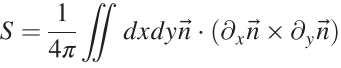 S = \frac{1}{4\pi} \iint dxdy \vec{n} \cdot (\partial_x \vec{n} \times \partial_y \vec{n})